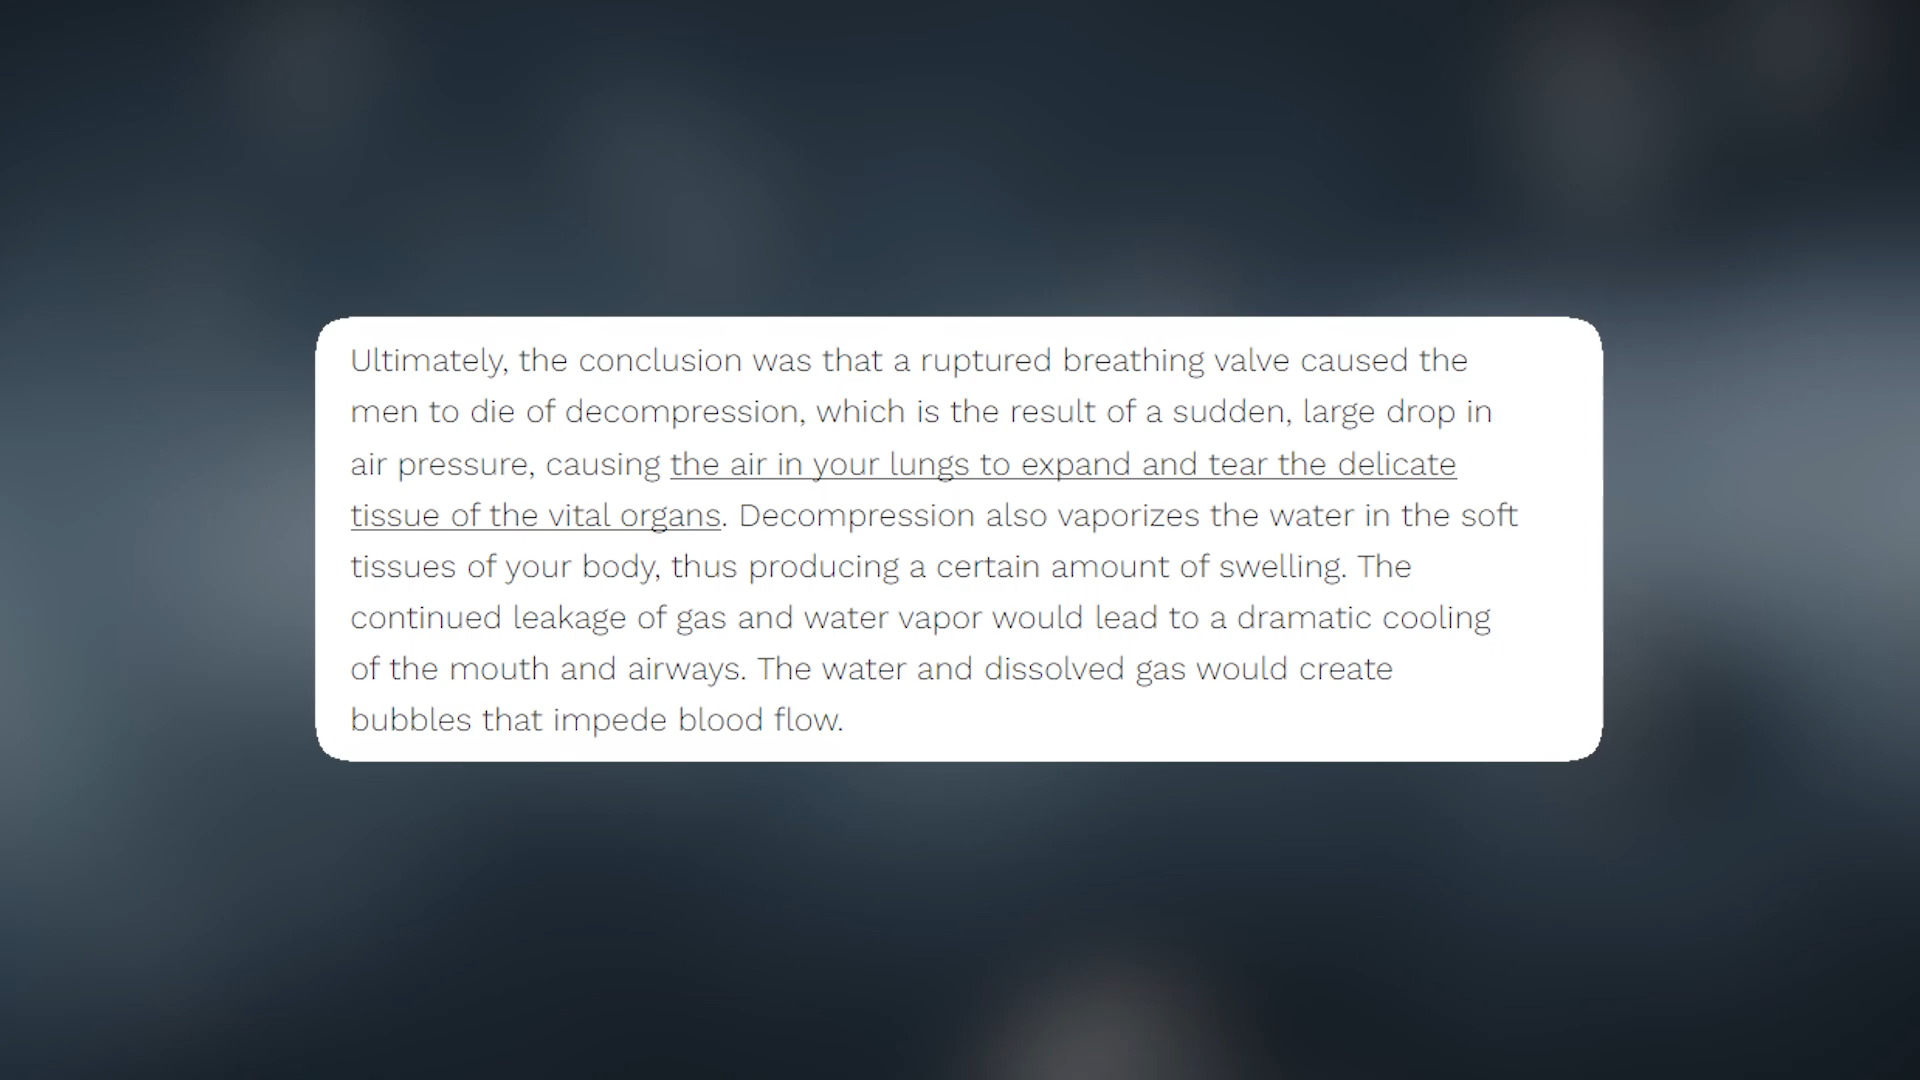 Ultimately, the conclusion was that a ruptured breathing valve caused the
men to die of decompression, which is the result of a sudden, large drop in
air pressure, causing the air in your lungs to expand and tear the delicate
tissue of the vital organs. Decompression also vaporizes the water in the soft
tissues of your body, thus producing a certain amount of swelling. The
continued leakage of gas and water vapor would lead to a dramatic cooling
of the mouth and airways. The water and dissolved gas would create
bubbles that impede blood flow.